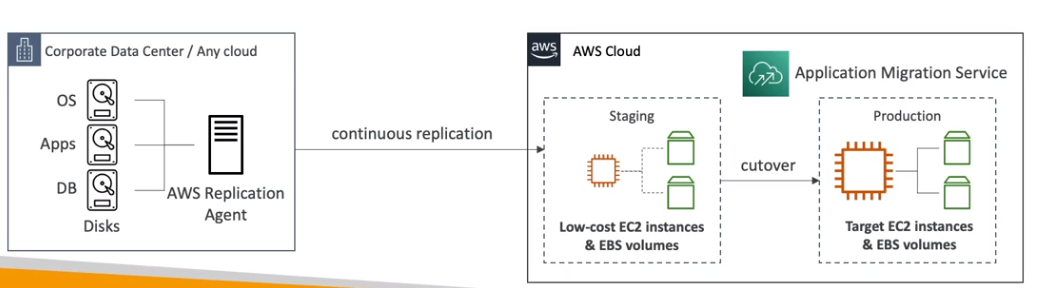 Corporate Data Center / Any cloud
OS
Apps
DB
Disks
AWS Replication
Agent
continuous replication
aws
AWS Cloud
Application Migration Service
Staging
Low-cost EC2 instances
& EBS volumes
cutover
Production
Target EC2 instances
& EBS volumes